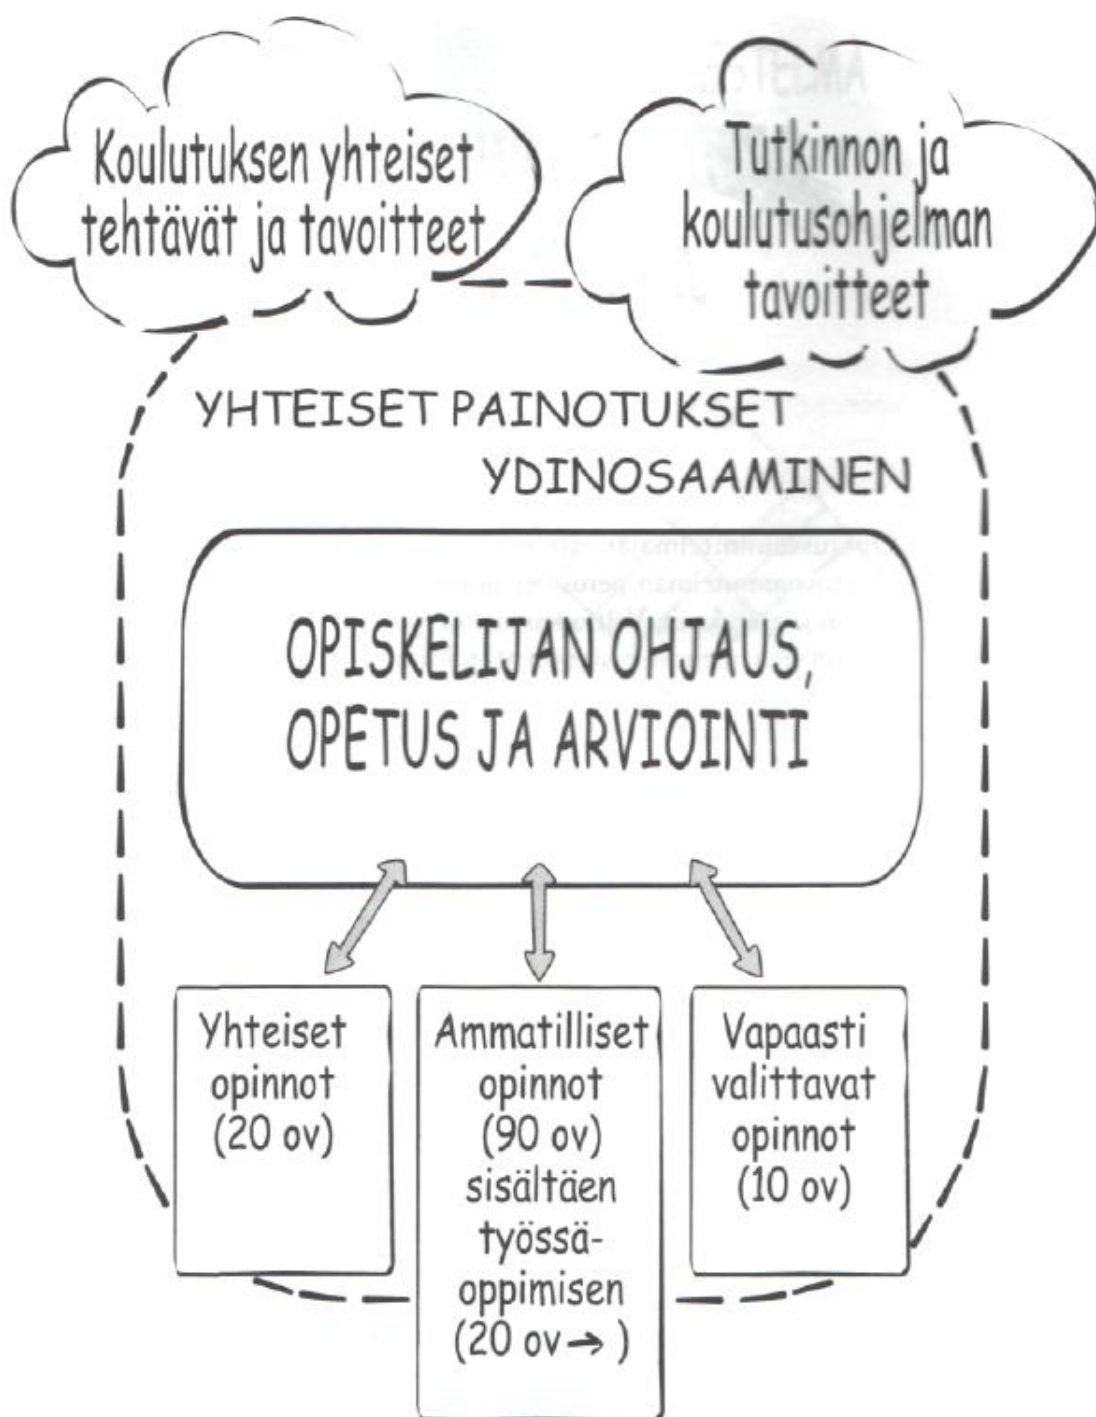 Koulutuksen yhteiset
tehtävät ja tavoitteet
Tutkinnon ja
koulutusohjelman
tavoitteet
YHTEISET PAINOTUKSET
YDINOSAAMINEN
OPISKELIJAN OHJAUS,
OPETUS JA ARVIOINTI
Yhteiset
opinnot
(20 ov)
Ammatilliset
opinnot
(90 ov)
sisältäen
työssä-
oppimisen
(20 ov → )
Vapaasti
valittavat
opinnot
(10 ov)